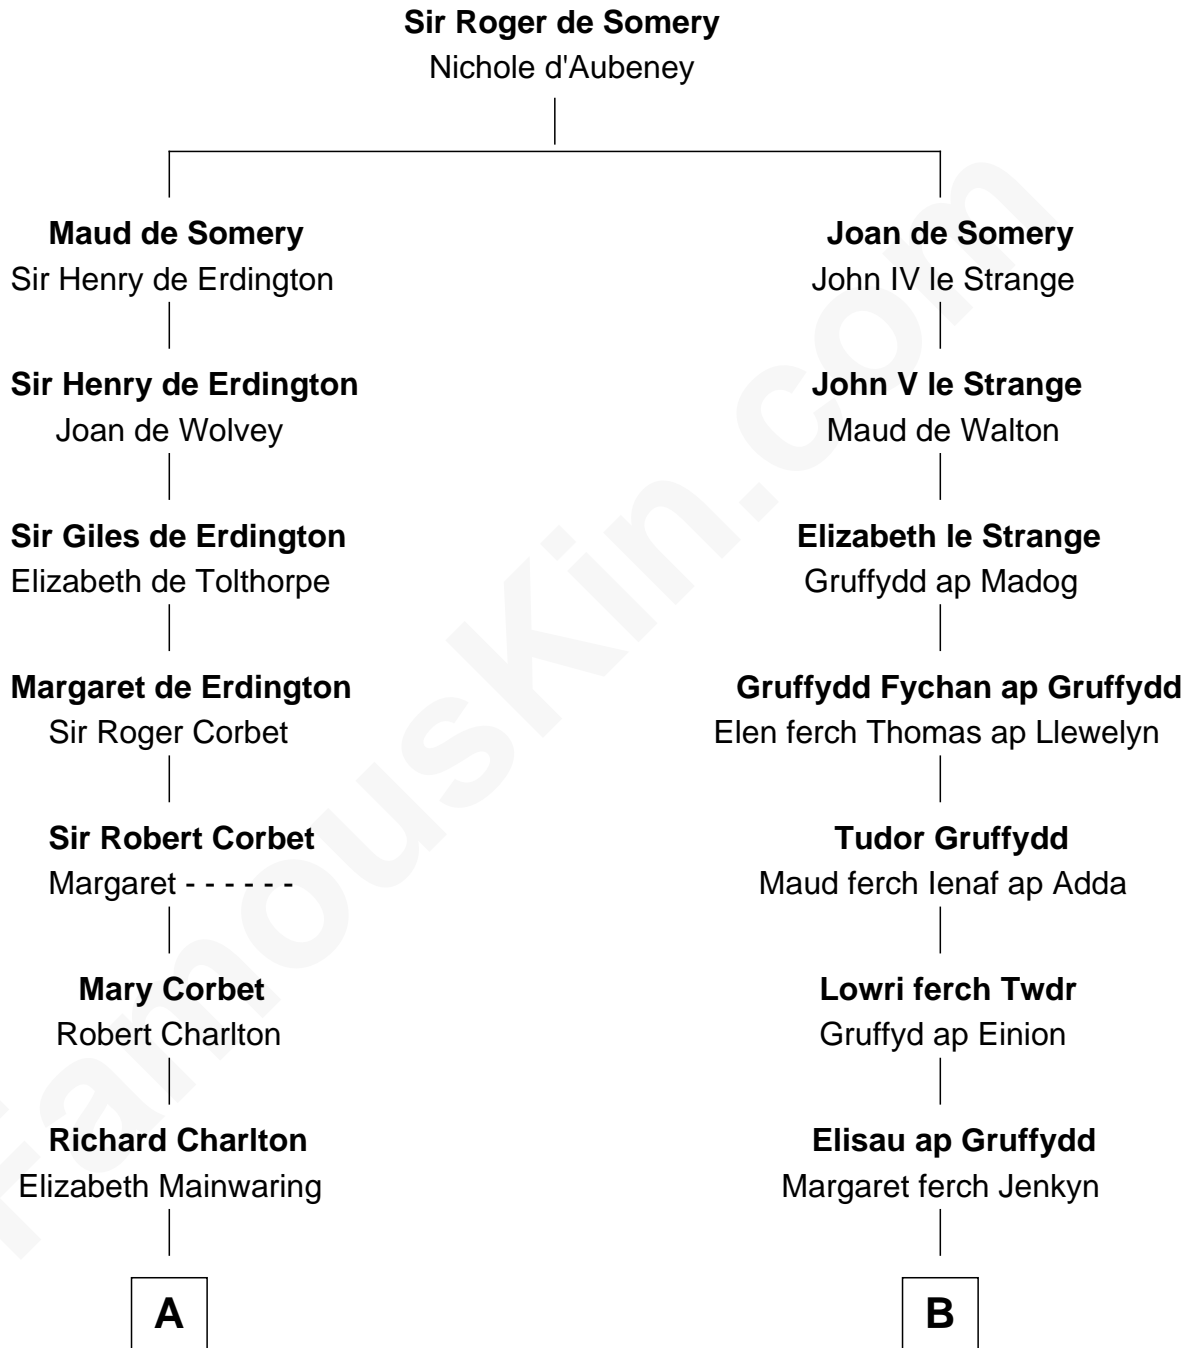 Sir Roger de Somery
Nichole d'Aubeney
Maud de Somery
Sir Henry de Erdington
Joan de Somery
John IV le Strange
Sir Henry de Erdington
Joan de Wolvey
John V le Strange
Maud de Walton
Sir Giles de Erdington
Elizabeth de Tolthorpe
Elizabeth le Strange
Gruffydd ap Madog
Margaret de Erdington
Sir Roger Corbet
Gruffydd Fychan ap Gruffydd
Elen ferch Thomas ap Llewelyn
Sir Robert Corbet
Margaret - - - - - -
Tudor Gruffydd
Maud ferch Ienaf ap Adda
Mary Corbet
Robert Charlton
Lowri ferch Twdr
Gruffyd ap Einion
Richard Charlton
Elizabeth Mainwaring
Elisau ap Gruffydd
Margaret ferch Jenkyn
A
B
FamousKin.com